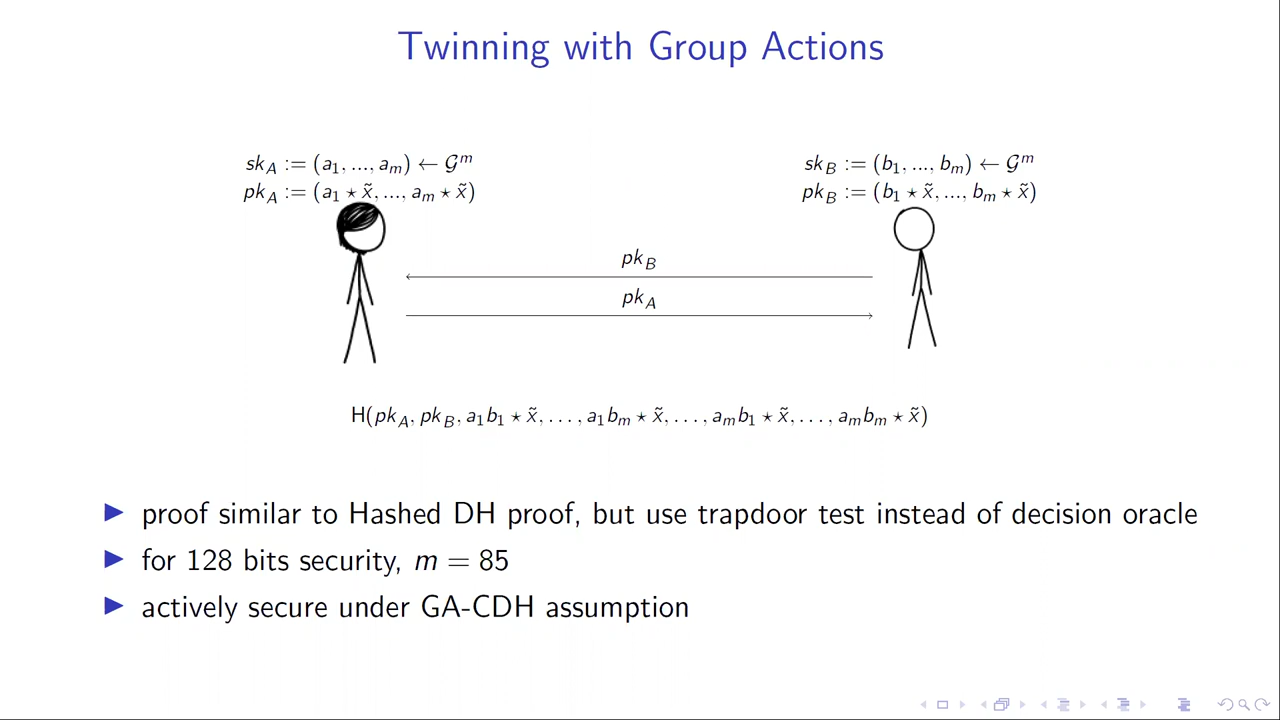 Twinning with Group Actions
sk_A := (a_1, ..., a_m) ← 𝒢^m
pk_A := (a_1 ⋆ x̃, ..., a_m ⋆ x̃)
sk_B := (b_1, ..., b_m) ← 𝒢^m
pk_B := (b_1 ⋆ x̃, ..., b_m ⋆ x̃)
pk_B
pk_A
H(pk_A, pk_B, a_1b_1 ⋆ x̃, . . . , a_1b_m ⋆ x̃, . . . , a_mb_1 ⋆ x̃, . . . , a_mb_m ⋆ x̃)
▶ proof similar to Hashed DH proof, but use trapdoor test instead of decision oracle
▶ for 128 bits security, m = 85
▶ actively secure under GA-CDH assumption